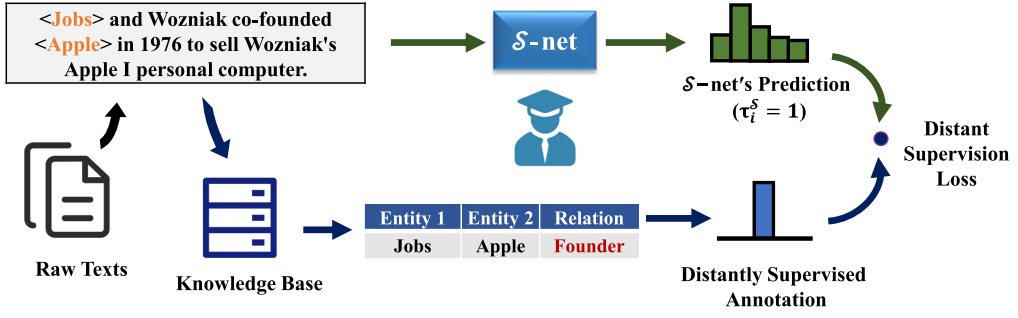 <Jobs> and Wozniak co-founded
<Apple> in 1976 to sell Wozniak's
Apple I personal computer.
𝒮-net
𝒮-net's Prediction
(τᵢ^𝒮 = 1)
Distant
Supervision
Loss
Raw Texts
Knowledge Base
Entity 1 Entity 2 Relation
Jobs Apple Founder
Distantly Supervised
Annotation